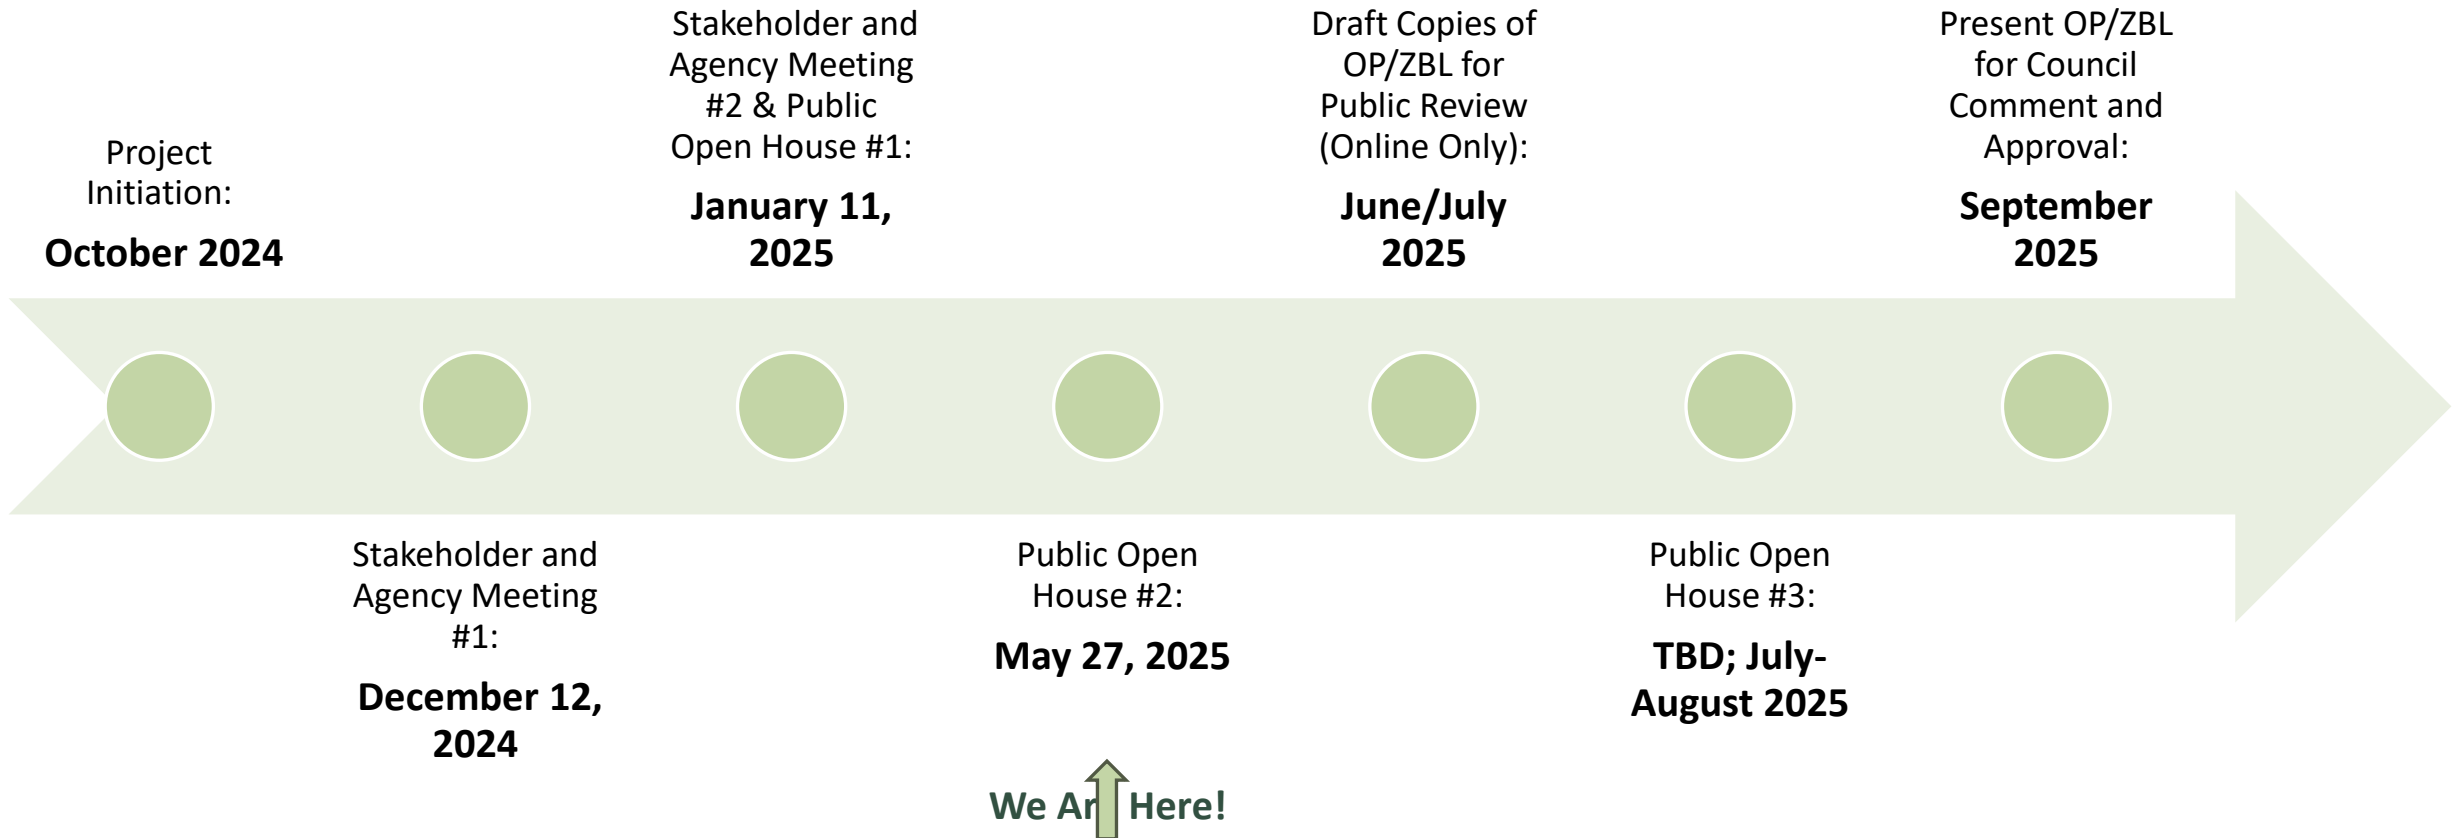 Project
Initiation:
October 2024
Stakeholder and
Agency Meeting
#1:
December 12,
2024
Stakeholder and
Agency Meeting
#2 & Public
Open House #1:
January 11,
2025
Public Open
House #2:
May 27, 2025
We Are Here!
Draft Copies of
OP/ZBL for
Public Review
(Online Only):
June/July
2025
Public Open
House #3:
TBD; July-
August 2025
Present OP/ZBL
for Council
Comment and
Approval:
September
2025